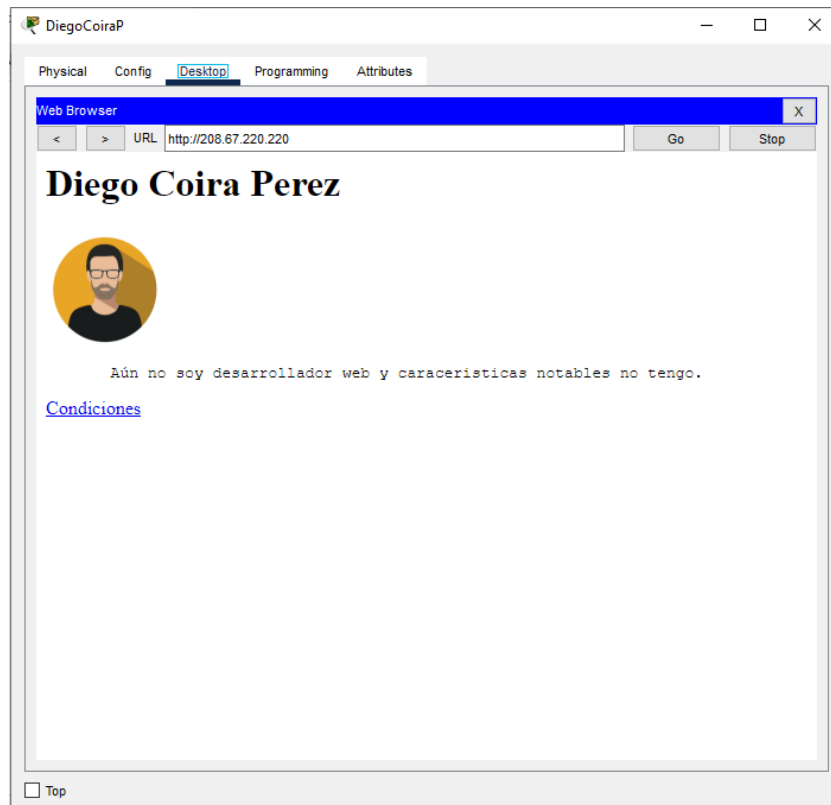 DiegoCoiraP
Physical Config Desktop Programming Attributes
Web Browser X
< > URL http://208.67.220.220 Go Stop
Diego Coira Perez
Aún no soy desarrollador web y caraceristicas notables no tengo.
Condiciones
Top